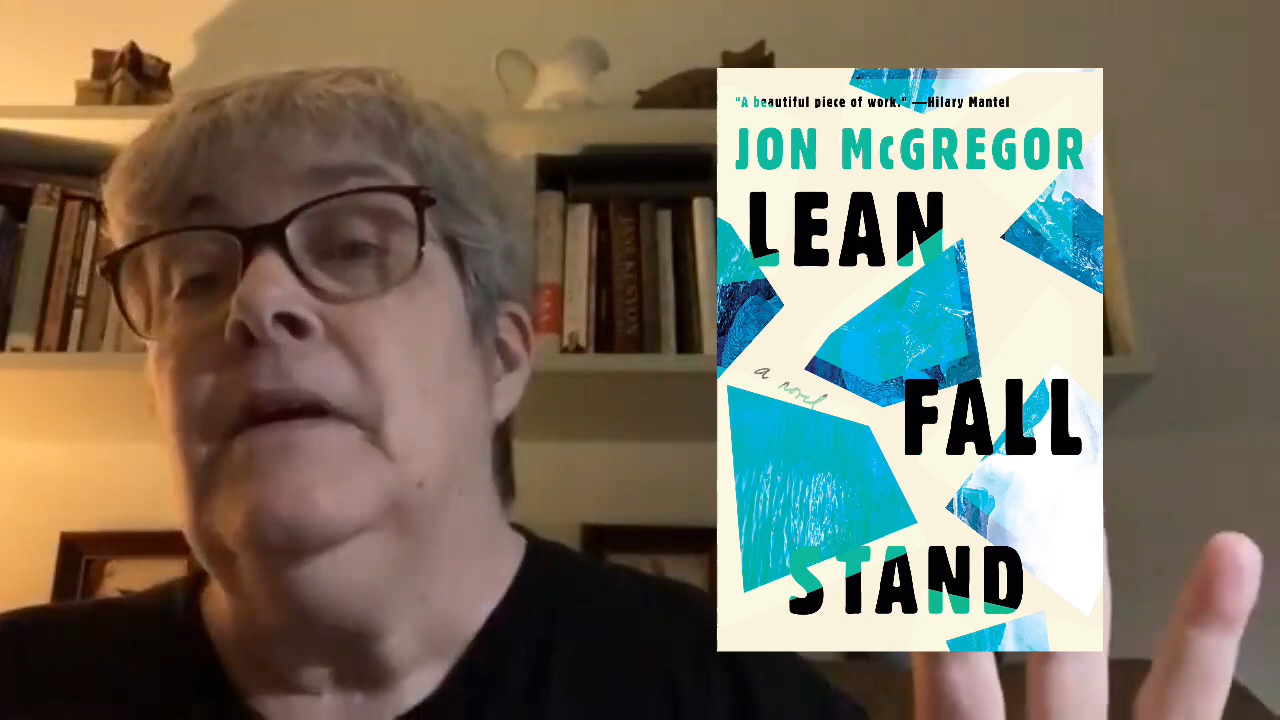 "A beautiful piece of work." —Hilary Mantel
JON McGREGOR
LEAN
a novel
FALL
STAND